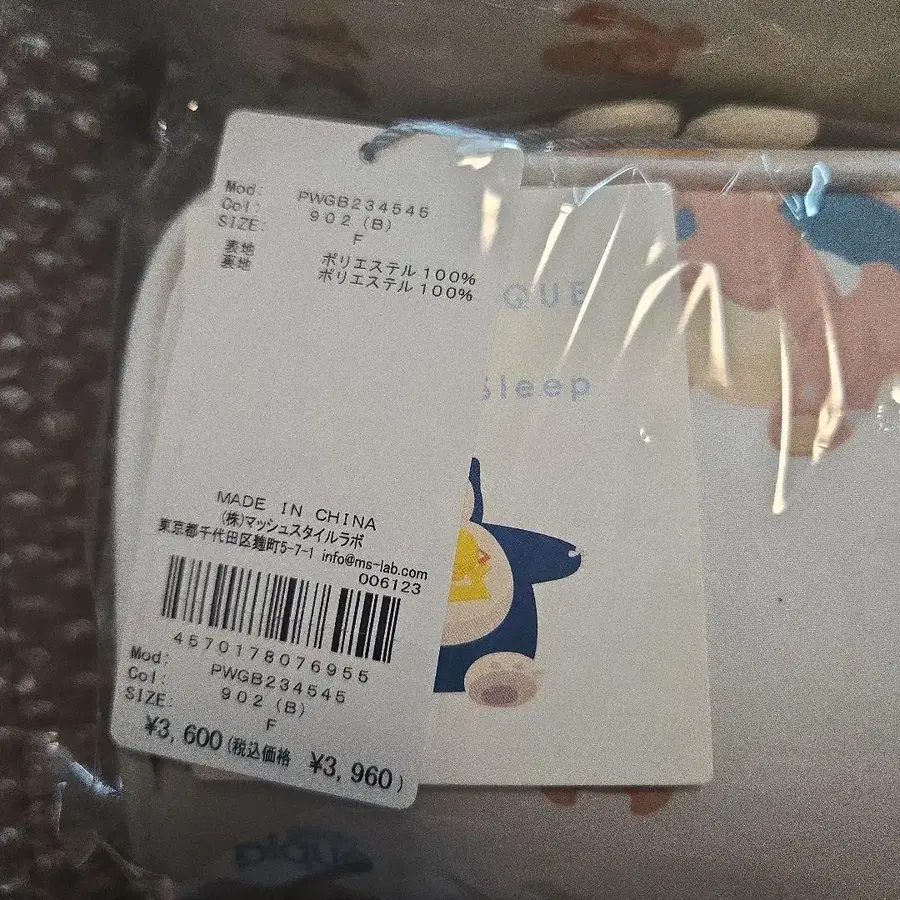 Mod: PWGB234545
Col: 902 (B)
SIZE: F
表地 ポリエステル 100%
裏地 ポリエステル 100%
QUE
Sleep
MADE IN CHINA
(株)マッシュスタイルラボ
東京都千代田区麹町5-7-1 info@ms-lab.com
006123
4570178076955
Mod: PWGB234545
Col: 902 (B)
SIZE: F
¥3,600(税込価格 ¥3,960)
pique